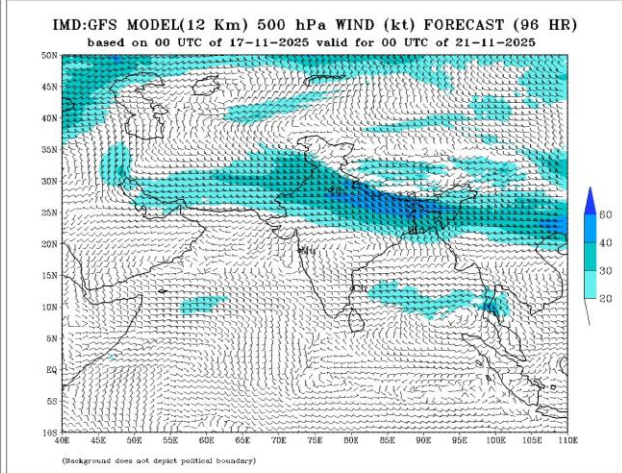 IMD:GFS MODEL(12 Km) 500 hPa WIND (kt) FORECAST (96 HR)
based on 00 UTC of 17-11-2025 valid for 00 UTC of 21-11-2025
50N
45N
40N
35N
30N
25N
20N
15N
10N
5N
EQ
5S
10S
40E 45E 50E 55E 60E 65E 70E 75E 80E 85E 90E 95E 100E 105E 110E
60
40
30
20
(Background does not depict political boundary)